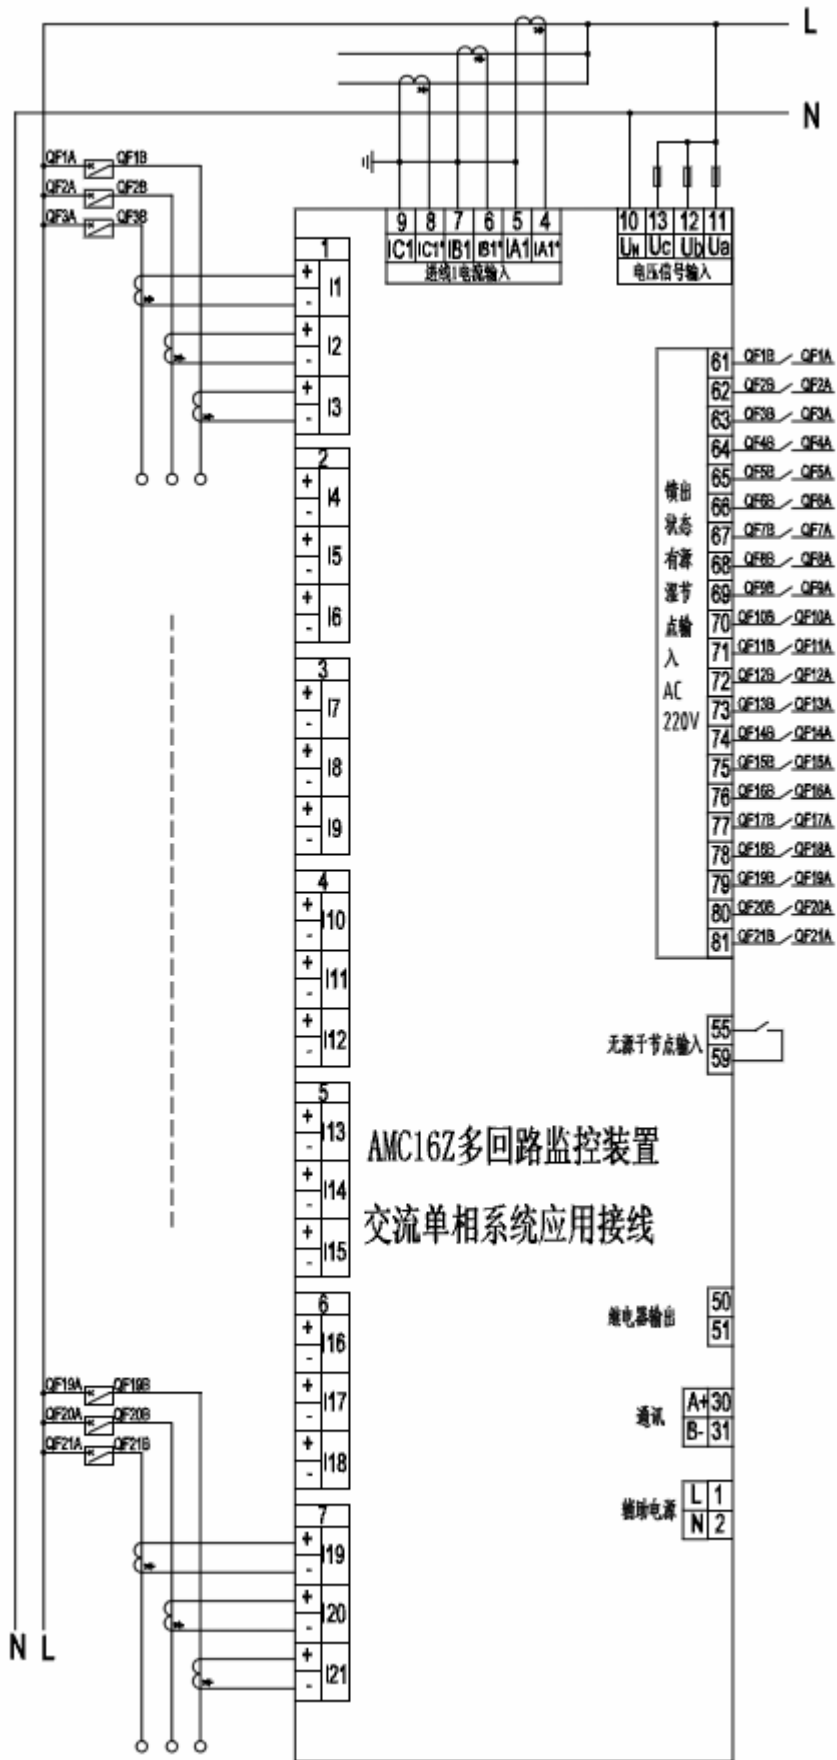 L
N
QF1A QF1B
QF2A QF2B
QF3A QF3B
9 8 7 6 5 4
IC1 IC1* IB1 IB1* IA1 IA1*
进线1电流输入
10 13 12 11
UN Uc Ub Ua
电压信号输入
1
+ - I1
+ - I2
+ - I3
2
+ - I4
+ - I5
+ - I6
3
+ - I7
+ - I8
+ - I9
4
+ - I10
+ - I11
+ - I12
5
+ - I13
+ - I14
+ - I15
6
+ - I16
+ - I17
+ - I18
7
+ - I19
+ - I20
+ - I21
馈出
状态
有源
湿节
点输
入
AC
220V
61 QF1B QF1A
62 QF2B QF2A
63 QF3B QF3A
64 QF4B QF4A
65 QF5B QF5A
66 QF6B QF6A
67 QF7B QF7A
68 QF8B QF8A
69 QF9B QF9A
70 QF10B QF10A
71 QF11B QF11A
72 QF12B QF12A
73 QF13B QF13A
74 QF14B QF14A
75 QF15B QF15A
76 QF16B QF16A
77 QF17B QF17A
78 QF18B QF18A
79 QF19B QF19A
80 QF20B QF20A
81 QF21B QF21A
无源干节点输入
55
59
AMC16Z多回路监控装置
交流单相系统应用接线
继电器输出
50
51
通讯
A+ 30
B- 31
辅助电源
L 1
N 2
QF19A QF19B
QF20A QF20B
QF21A QF21B
N L